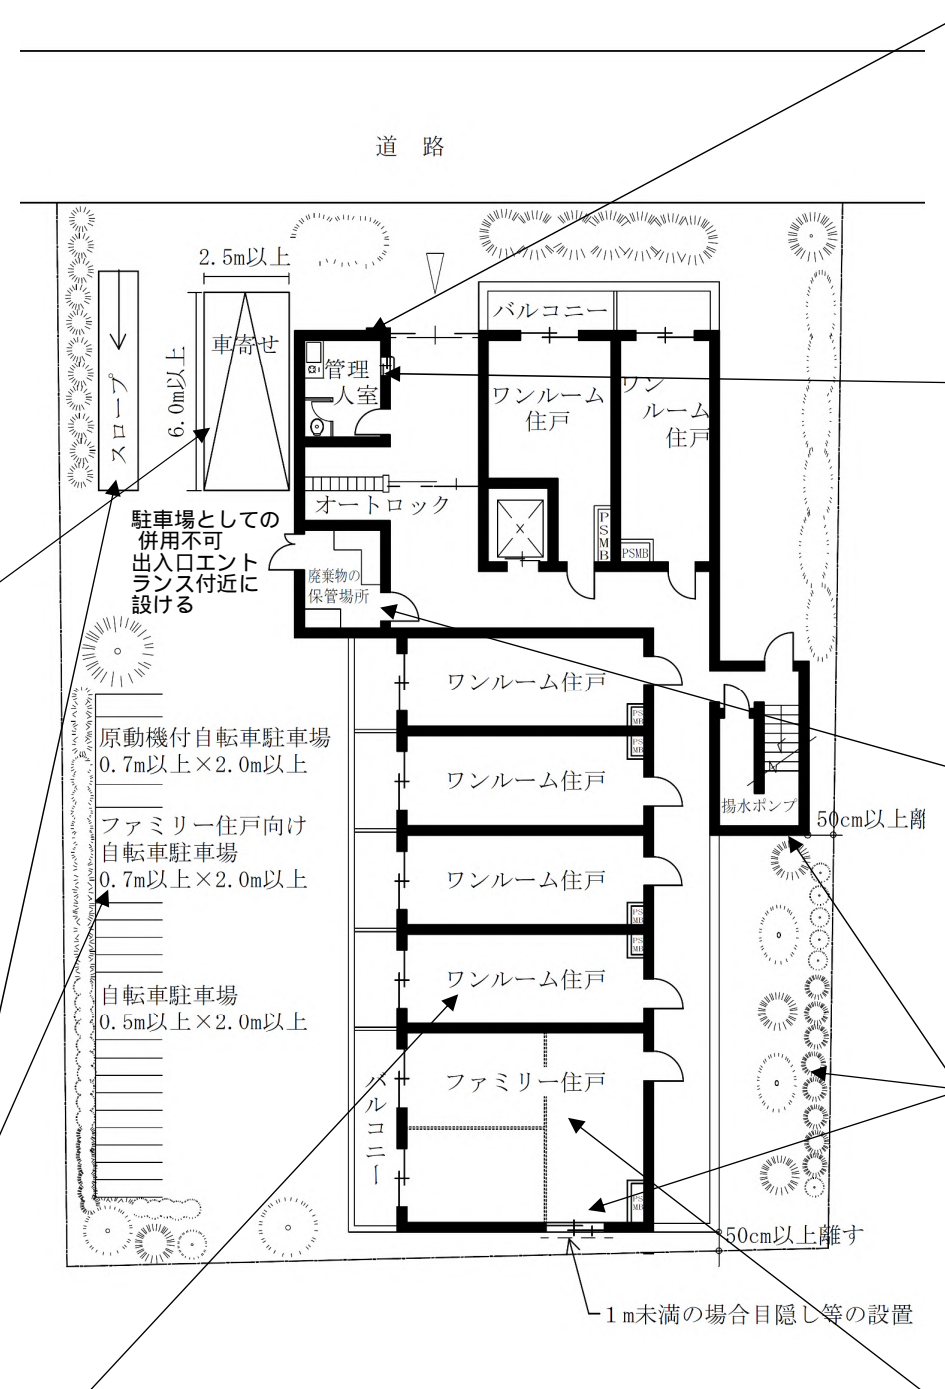 道　路
2.5m以上
バルコニー
車寄せ
6.0m以上
スロープ
管理
人室
ワンルーム
住戸
ワン
ルーム
住戸
オートロック
PSMB
PSMB
駐車場としての
併用不可
出入口エント
ランス付近に
設ける
廃棄物の
保管場所
ワンルーム住戸
PS
MB
原動機付自転車駐車場
0.7m以上×2.0m以上
PS
MB
ワンルーム住戸
揚水ポンプ
50cm以上離
ファミリー住戸向け
自転車駐車場
0.7m以上×2.0m以上
ワンルーム住戸
PS
MB
PS
MB
ワンルーム住戸
自転車駐車場
0.5m以上×2.0m以上
バルコニー
ファミリー住戸
PS
MB
50cm以上離す
1m未満の場合目隠し等の設置